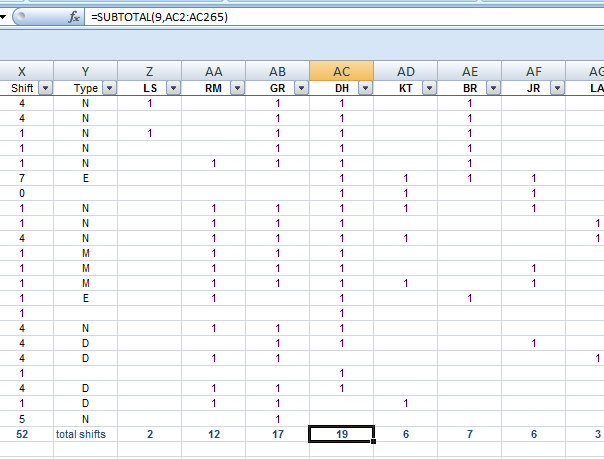 fx =SUBTOTAL(9,AC2:AC265)
X Y Z AA AB AC AD AE AF AG
Shift Type LS RM GR DH KT BR JR LA
4 N 1 1 1 1
4 N 1 1 1
1 N 1 1 1 1
1 N 1 1 1
1 N 1 1 1 1
7 E 1 1 1 1
0 1 1 1
1 N 1 1 1 1 1
1 N 1 1 1 1
4 N 1 1 1 1 1
1 M 1 1 1
1 M 1 1 1 1
1 M 1 1 1 1 1
1 E 1 1 1
1 1
4 N 1 1 1
4 D 1 1 1
4 D 1 1 1
1 1
4 D 1 1 1
1 D 1 1 1
5 N 1
52 total shifts 2 12 17 19 6 7 6 3